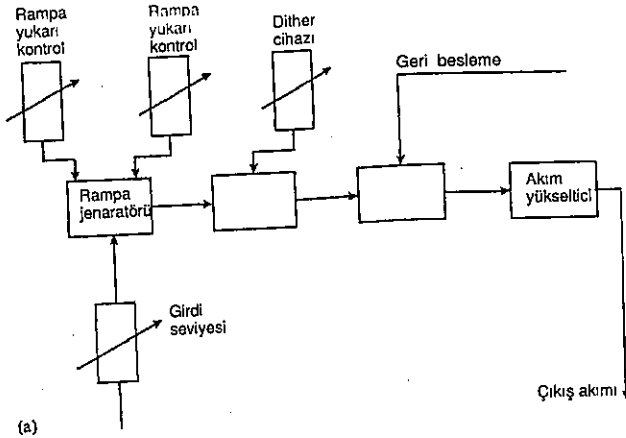 Rampa
yukarı
kontrol
Rampa
yukarı
kontrol
Dither
cihazı
Geri besleme
Rampa
jenaratörü
Akım
yükseltici
Girdi
seviyesi
Çıkış akımı
(a)